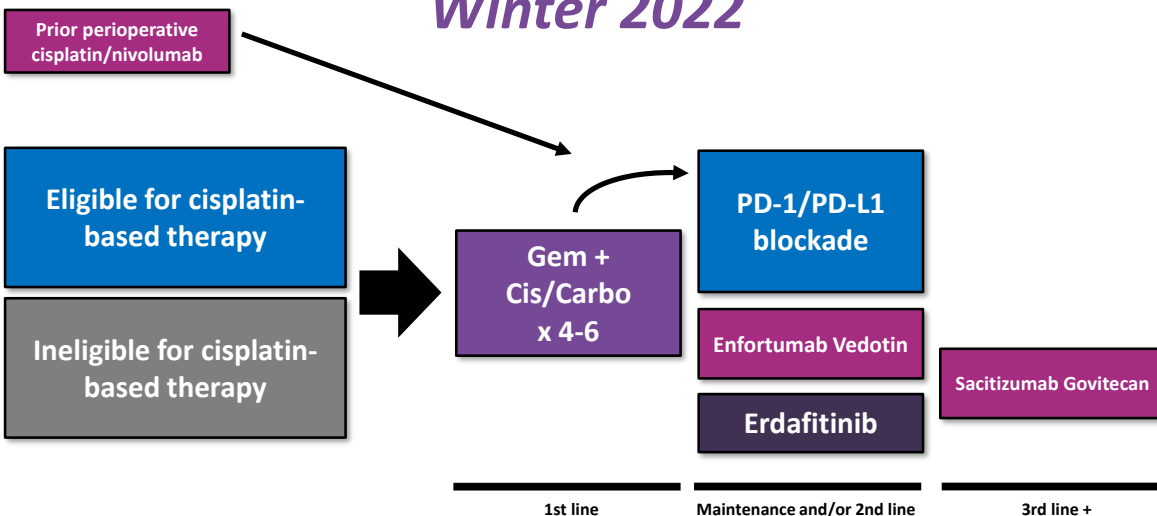 Winter 2022
Prior perioperative
cisplatin/nivolumab
Eligible for cisplatin-
based therapy
Ineligible for cisplatin-
based therapy
Gem +
Cis/Carbo
x 4-6
PD-1/PD-L1
blockade
Enfortumab Vedotin
Erdafitinib
Sacitizumab Govitecan
1st line
Maintenance and/or 2nd line
3rd line +